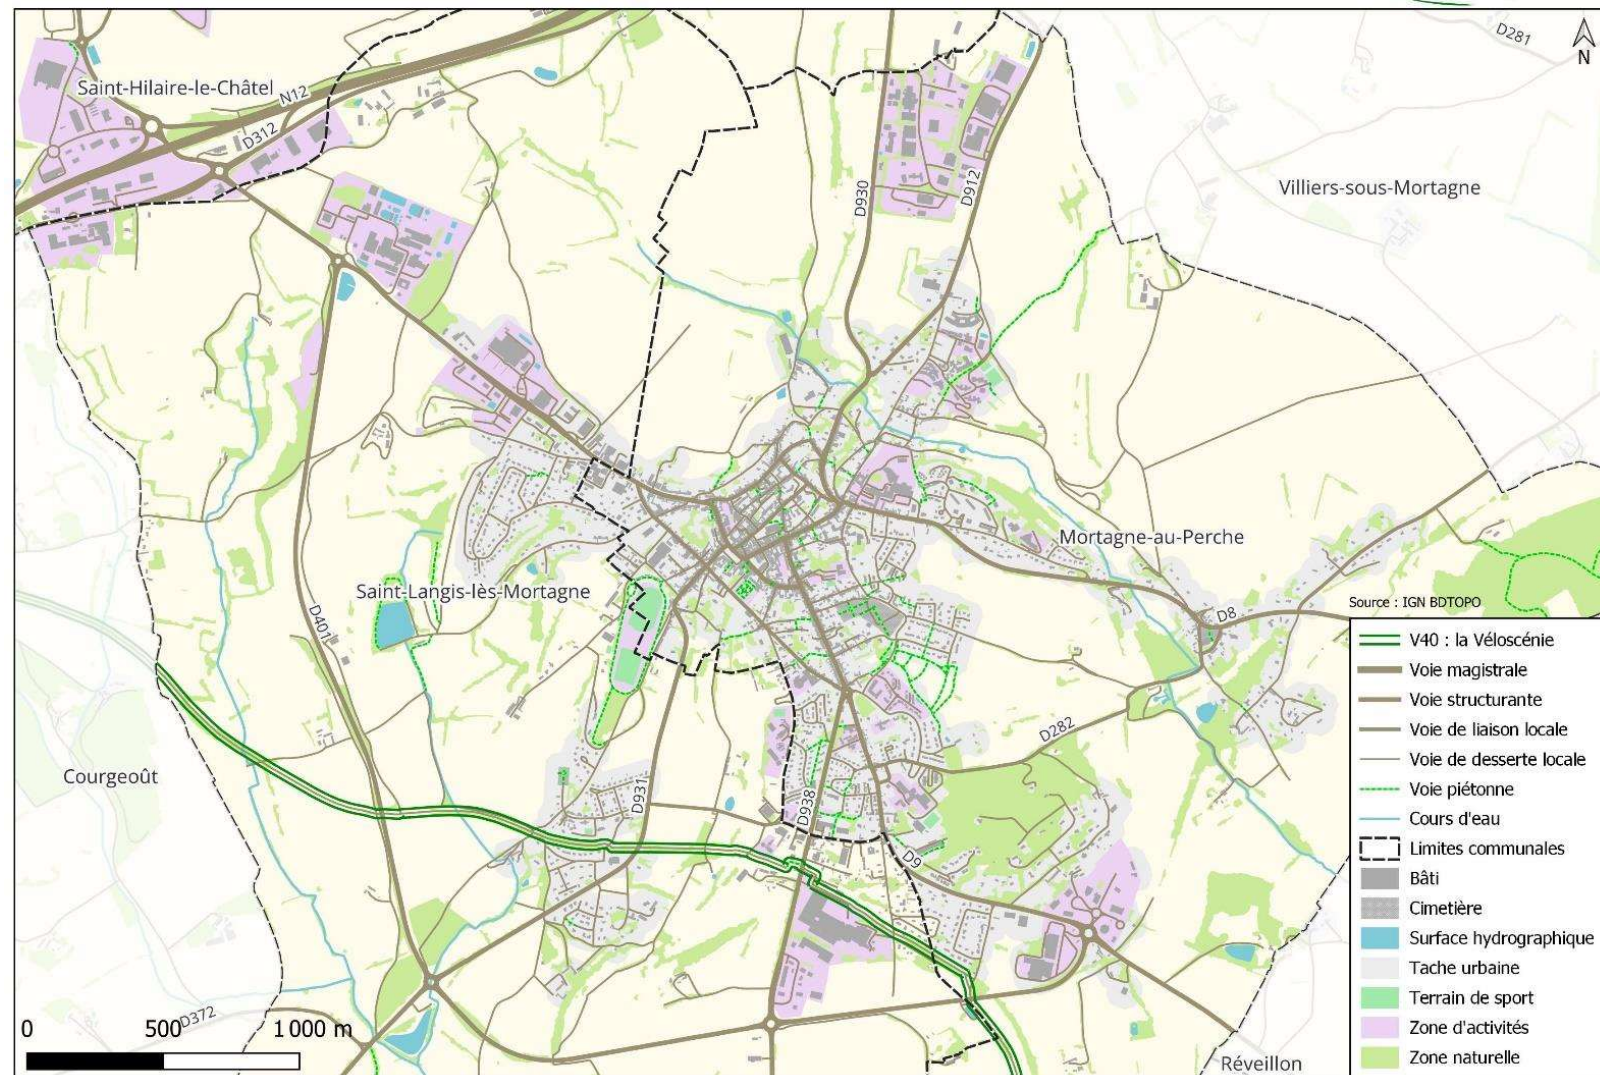 D281
N
Saint-Hilaire-le-Châtel
N12
D312
Villiers-sous-Mortagne
D930
D912
Mortagne-au-Perche
Saint-Langis-lès-Mortagne
D401
Source : IGN BDTOPO
D8
V40 : la Véloscénie
Voie magistrale
Voie structurante
Voie de liaison locale
Voie de desserte locale
Voie piétonne
Cours d'eau
Limites communales
Bâti
Cimetière
Surface hydrographique
Tache urbaine
Terrain de sport
Zone d'activités
Zone naturelle
D282
Courgeoût
D931
D938
D9
D372
0 500 1 000 m
Réveillon